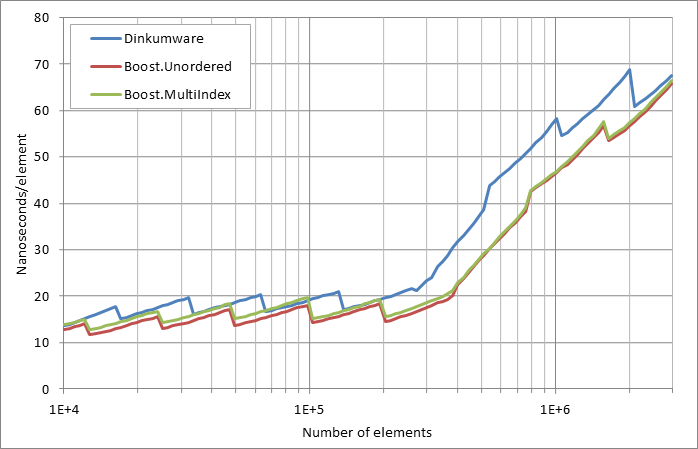 80
70
60
50
40
30
20
10
0
Nanoseconds/element
Dinkumware
Boost.Unordered
Boost.MultiIndex
1E+4 1E+5 1E+6
Number of elements